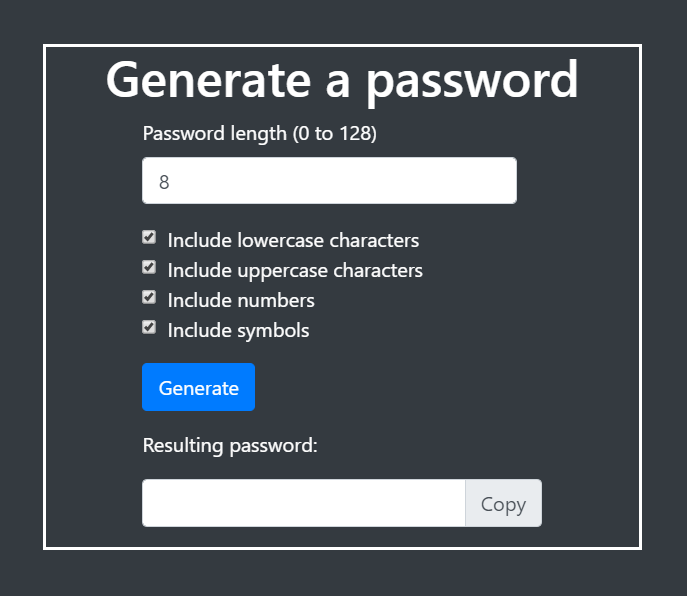 Generate a password
Password length (0 to 128)
8
Include lowercase characters
Include uppercase characters
Include numbers
Include symbols
Generate
Resulting password:
Copy